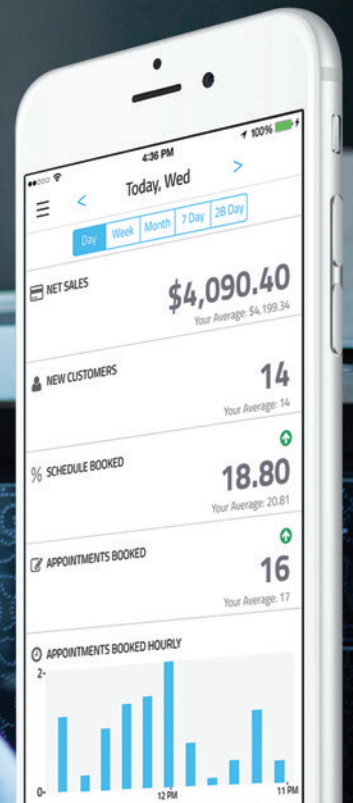 4:36 PM
100%
< Today, Wed >
Day Week Month 7 Day 28 Day
NET SALES
$4,090.40
Your Average: $4,199.34
NEW CUSTOMERS
14
Your Average: 14
% SCHEDULE BOOKED
18.80
Your Average: 20.81
APPOINTMENTS BOOKED
16
Your Average: 17
APPOINTMENTS BOOKED HOURLY
2-
0-
12 PM 11 PM